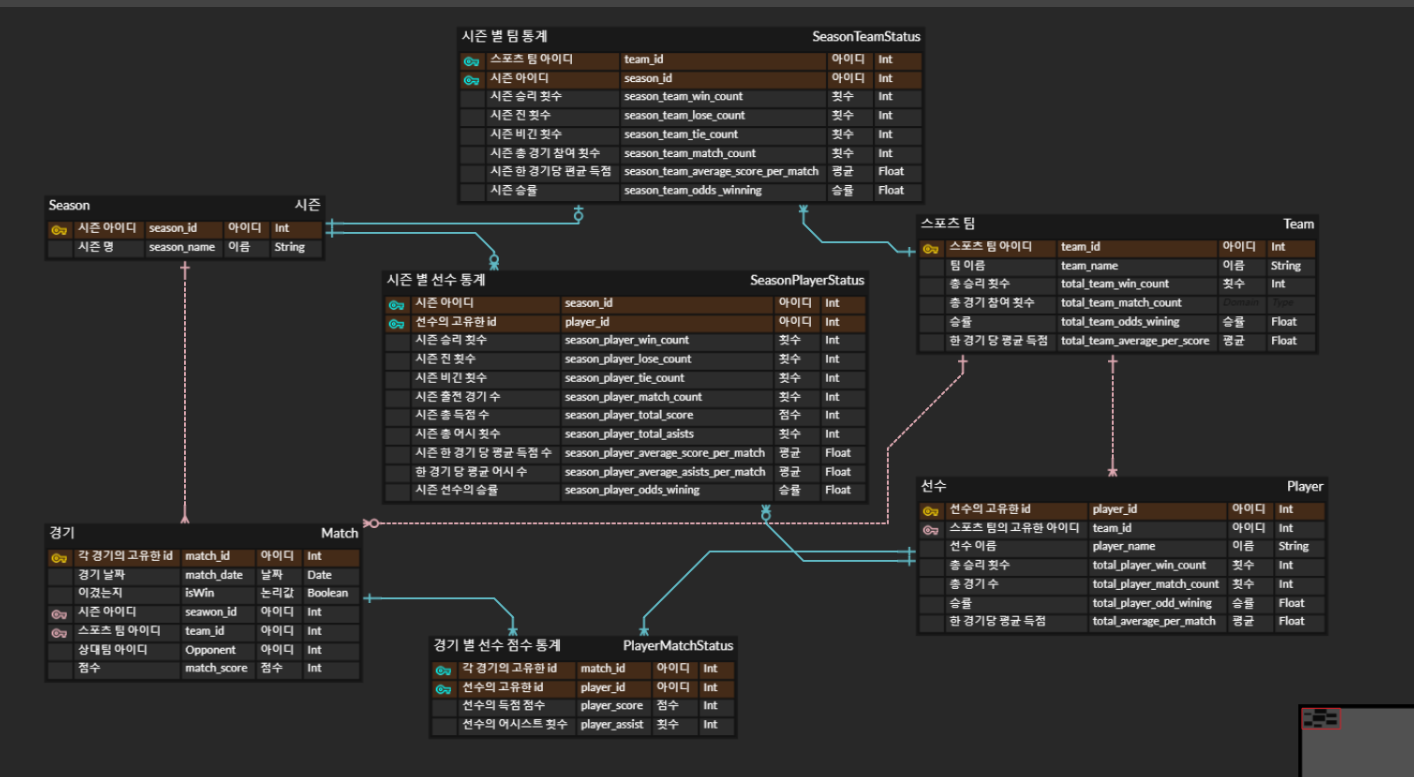 시즌 별 팀 통계 SeasonTeamStatus
스포츠 팀 아이디 team_id 아이디 Int
시즌 아이디 season_id 아이디 Int
시즌 승리 횟수 season_team_win_count 횟수 Int
시즌 진 횟수 season_team_lose_count 횟수 Int
시즌 비긴 횟수 season_team_tie_count 횟수 Int
시즌 총 경기 참여 횟수 season_team_match_count 횟수 Int
시즌 한 경기당 편균 득점 season_team_average_score_per_match 평균 Float
시즌 승률 season_team_odds_winning 승률 Float
Season 시즌
시즌 아이디 season_id 아이디 Int
시즌 명 season_name 이름 String
스포츠 팀 Team
스포츠 팀 아이디 team_id 아이디 Int
팀 이름 team_name 이름 String
총 승리 횟수 total_team_win_count 횟수 Int
총 경기 참여 횟수 total_team_match_count Domain Type
승률 total_team_odds_wining 승률 Float
한 경기 당 평균 득점 total_team_average_per_score 평균 Float
시즌 별 선수 통계 SeasonPlayerStatus
시즌 아이디 season_id 아이디 Int
선수의 고유한 id player_id 아이디 Int
시즌 승리 횟수 season_player_win_count 횟수 Int
시즌 진 횟수 season_player_lose_count 횟수 Int
시즌 비긴 횟수 season_player_tie_count 횟수 Int
시즌 출전 경기 수 season_player_match_count 횟수 Int
시즌 총 득점 수 season_player_total_score 점수 Int
시즌 총 어시 횟수 season_player_total_asists 횟수 Int
시즌 한 경기 당 평균 득점 수 season_player_average_score_per_match 평균 Float
한 경기 당 평균 어시 수 season_player_average_asists_per_match 평균 Float
시즌 선수의 승률 season_player_odds_wining 승률 Float
선수 Player
선수의 고유한 id player_id 아이디 Int
스포츠 팀의 고유한 아이디 team_id 아이디 Int
선수 이름 player_name 이름 String
총 승리 횟수 total_player_win_count 횟수 Int
총 경기 수 total_player_match_count 횟수 Int
승률 total_player_odd_wining 승률 Float
한 경기당 평균 득점 total_average_per_match 평균 Float
경기 Match
각 경기의 고유한 id match_id 아이디 Int
경기 날짜 match_date 날짜 Date
이겼는지 isWin 논리값 Boolean
시즌 아이디 seawon_id 아이디 Int
스포츠 팀 아이디 team_id 아이디 Int
상대팀 아이디 Opponent 아이디 Int
점수 match_score 점수 Int
경기 별 선수 점수 통계 PlayerMatchStatus
각 경기의 고유한 id match_id 아이디 Int
선수의 고유한 id player_id 아이디 Int
선수의 득점 점수 player_score 점수 Int
선수의 어시스트 횟수 player_assist 횟수 Int